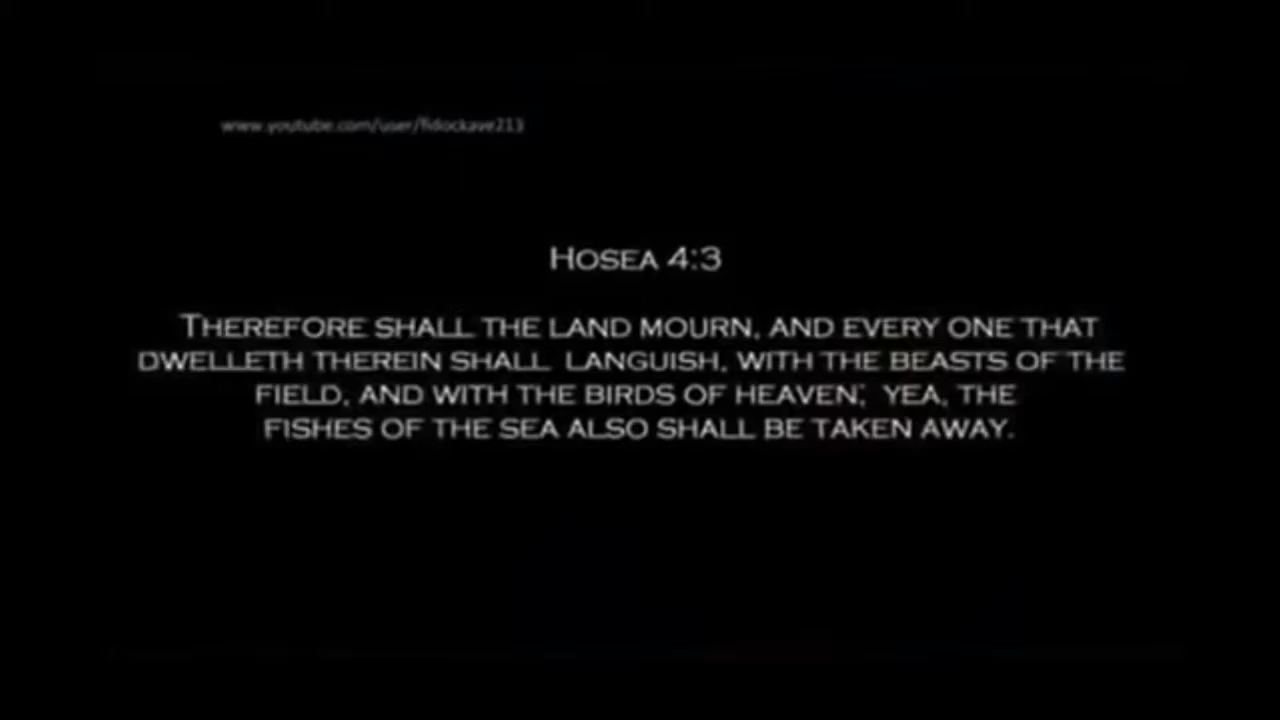 www.youtube.com/user/fidockave213
HOSEA 4:3
THEREFORE SHALL THE LAND MOURN, AND EVERY ONE THAT
DWELLETH THEREIN SHALL LANGUISH, WITH THE BEASTS OF THE
FIELD, AND WITH THE BIRDS OF HEAVEN; YEA, THE
FISHES OF THE SEA ALSO SHALL BE TAKEN AWAY.